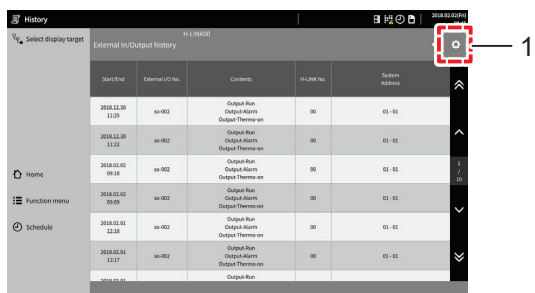 History
2018.02.02(Fri)
Select display target
H-LINK00
External In/Output history
1
Start/End External I/O No. Contents H-LINK No. System Address
2018.12.30 11:25 so-002 Output-Run Output-Alarm Output-Thermo-on 00 01 - 01
2018.12.30 11:22 so-002 Output-Run Output-Alarm Output-Thermo-on 00 01 - 01
2018.02.02 09:18 so-002 Output-Run Output-Alarm Output-Thermo-on 00 01 - 01
2018.02.02 09:09 so-002 Output-Run Output-Alarm Output-Thermo-on 00 01 - 01
2018.02.01 12:18 so-002 Output-Run Output-Alarm Output-Thermo-on 00 01 - 01
2018.02.01 12:17 so-002 Output-Run Output-Alarm Output-Thermo-on 00 01 - 01
Output-Run
Home
Function menu
Schedule
1
/
10